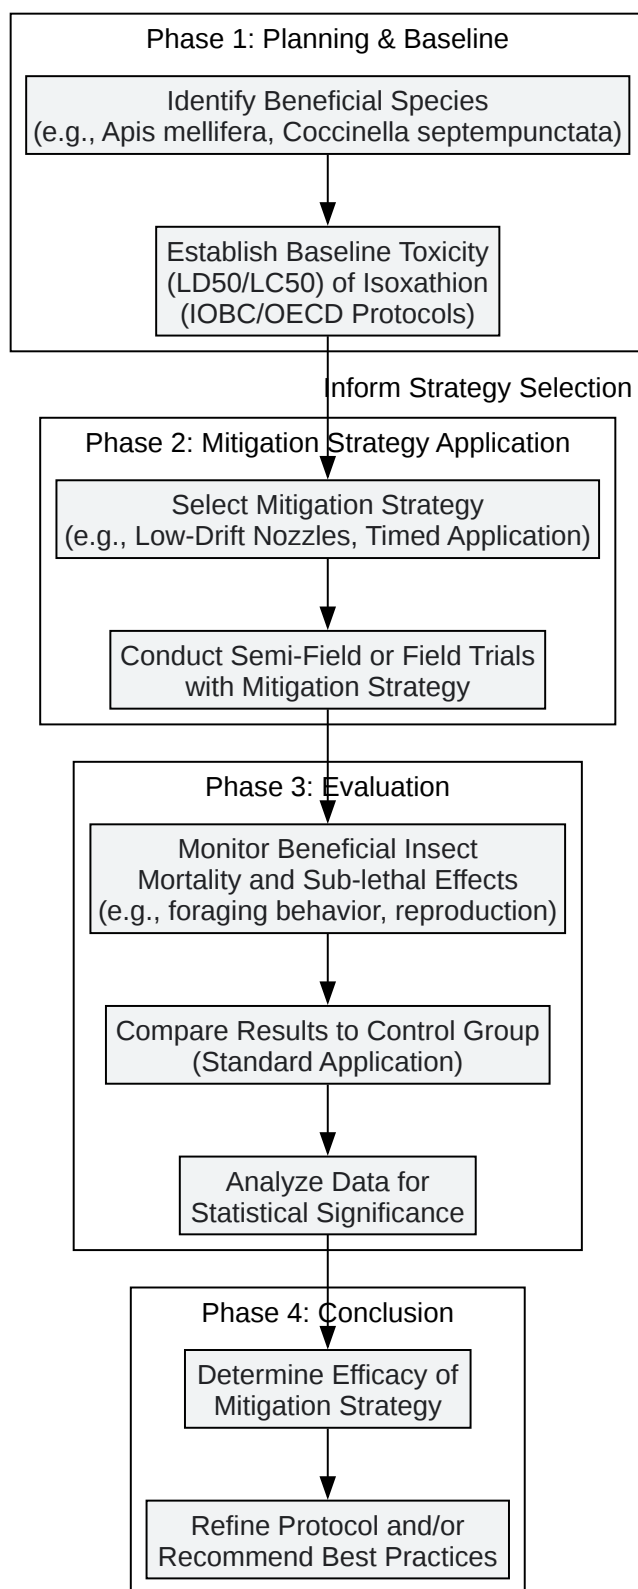 Phase 1: Planning & Baseline
Identify Beneficial Species
(e.g., Apis mellifera, Coccinella septempunctata)
Establish Baseline Toxicity
(LD50/LC50) of Isoxathion
(IOBC/OECD Protocols)
Inform Strategy Selection
Phase 2: Mitigation Strategy Application
Select Mitigation Strategy
(e.g., Low-Drift Nozzles, Timed Application)
Conduct Semi-Field or Field Trials
with Mitigation Strategy
Phase 3: Evaluation
Monitor Beneficial Insect
Mortality and Sub-lethal Effects
(e.g., foraging behavior, reproduction)
Compare Results to Control Group
(Standard Application)
Analyze Data for
Statistical Significance
Phase 4: Conclusion
Determine Efficacy of
Mitigation Strategy
Refine Protocol and/or
Recommend Best Practices